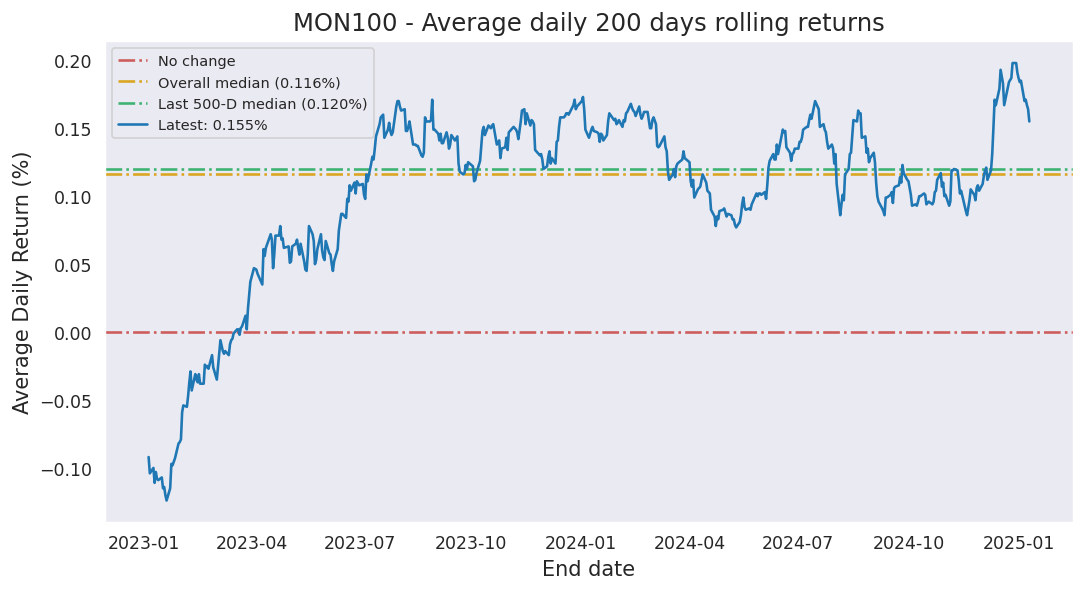 MON100 - Average daily 200 days rolling returns
No change
Overall median (0.116%)
Last 500-D median (0.120%)
Latest: 0.155%
Average Daily Return (%)
0.20
0.15
0.10
0.05
0.00
−0.05
−0.10
2023-01 2023-04 2023-07 2023-10 2024-01 2024-04 2024-07 2024-10 2025-01
End date